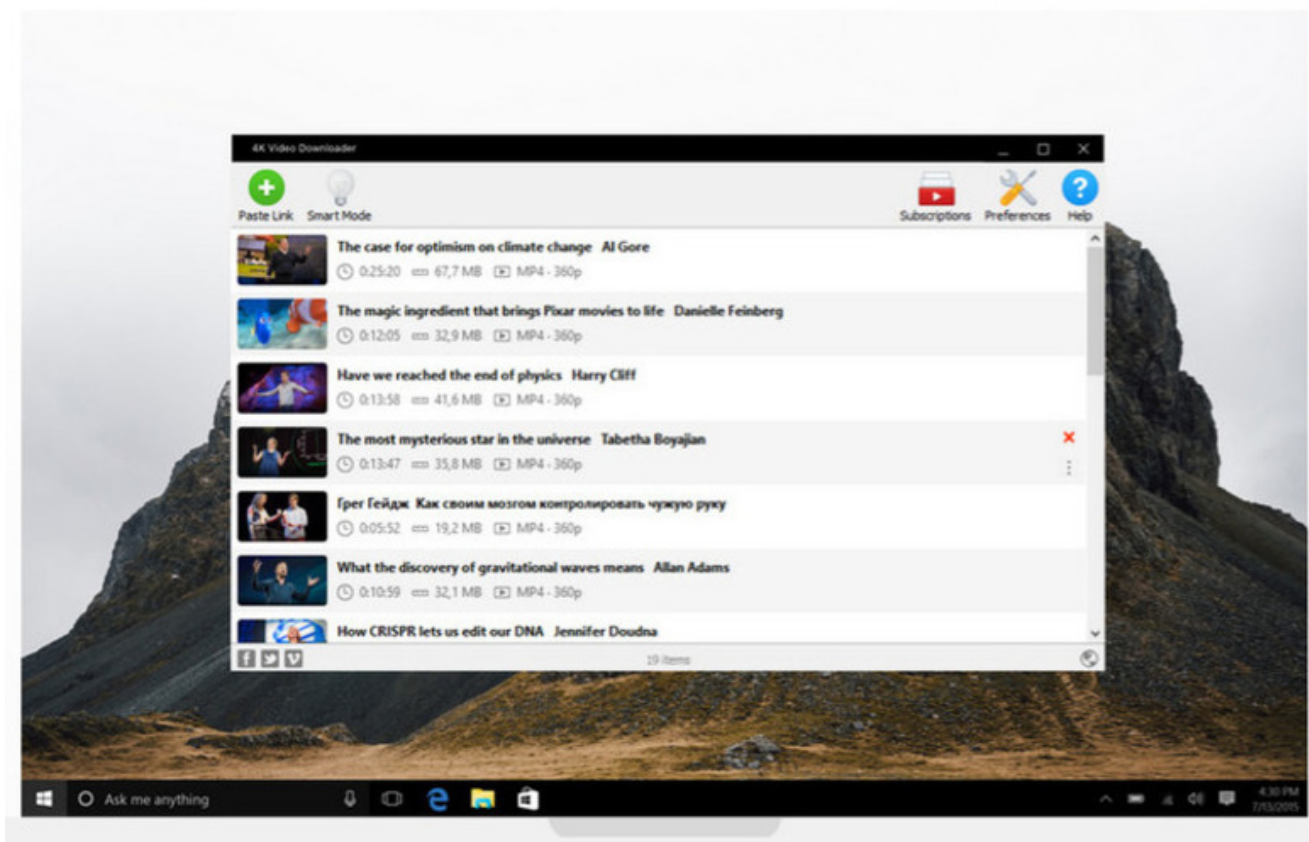 4K Video Downloader
Paste Link Smart Mode Subscriptions Preferences Help
The case for optimism on climate change Al Gore
0:25:20 67,7 MB MP4 - 360p
The magic ingredient that brings Pixar movies to life Danielle Feinberg
0:12:05 32,9 MB MP4 - 360p
Have we reached the end of physics Harry Cliff
0:13:58 41,6 MB MP4 - 360p
The most mysterious star in the universe Tabetha Boyajian
0:13:47 35,8 MB MP4 - 360p
Грег Гейдж Как своим мозгом контролировать чужую руку
0:05:52 19,2 MB MP4 - 360p
What the discovery of gravitational waves means Allan Adams
0:10:59 32,1 MB MP4 - 360p
How CRISPR lets us edit our DNA Jennifer Doudna
19 items
Ask me anything
4:30 PM
7/13/2015